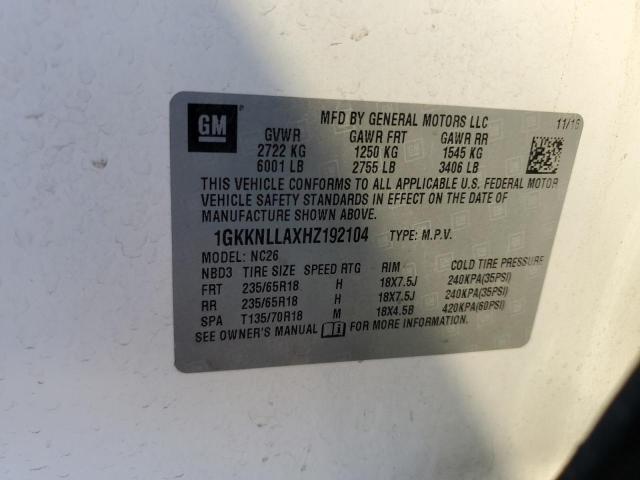 GM
MFD BY GENERAL MOTORS LLC 11/16
GVWR GAWR FRT GAWR RR
2722 KG 1250 KG 1545 KG
6001 LB 2755 LB 3406 LB
THIS VEHICLE CONFORMS TO ALL APPLICABLE U.S. FEDERAL MOTOR
VEHICLE SAFETY STANDARDS IN EFFECT ON THE DATE OF
MANUFACTURE SHOWN ABOVE.
1GKKNLLAXHZ192104 TYPE: M.P.V.
MODEL: NC26
NBD3 TIRE SIZE SPEED RTG RIM COLD TIRE PRESSURE
FRT 235/65R18 H 18X7.5J 240KPA(35PSI)
RR 235/65R18 H 18X7.5J 240KPA(35PSI)
SPA T135/70R18 M 18X4.5B 420KPA(60PSI)
SEE OWNER'S MANUAL FOR MORE INFORMATION.